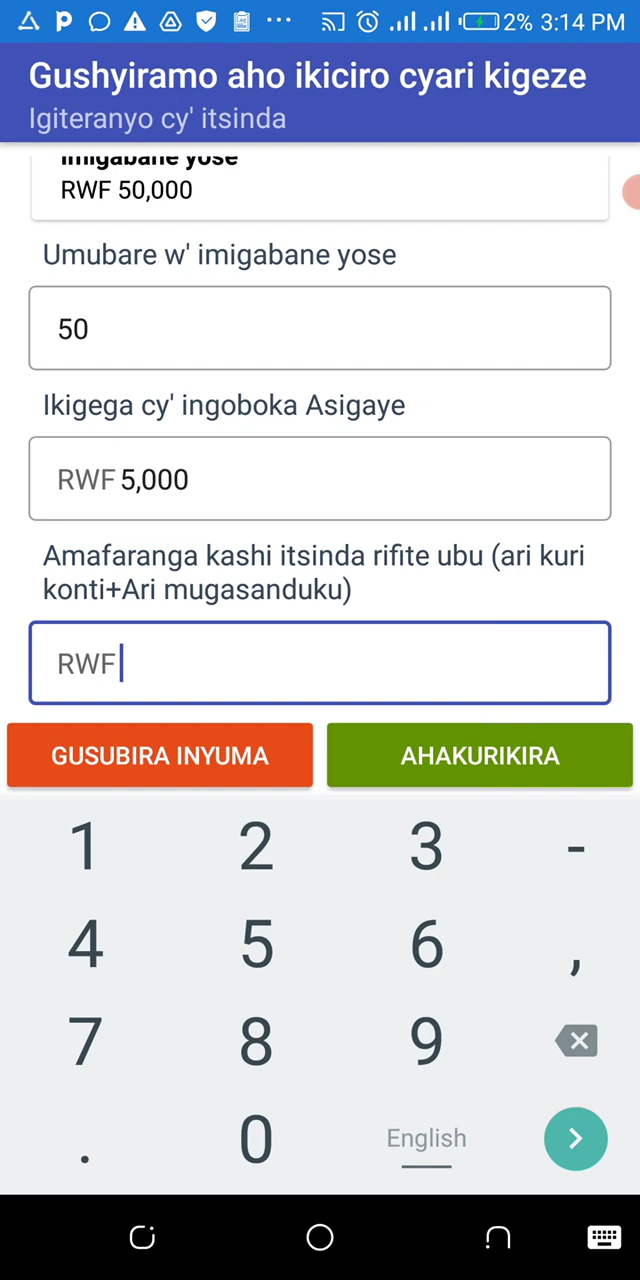 2% 3:14 PM
Gushyiramo aho ikiciro cyari kigeze
Igiteranyo cy' itsinda
Imigabane yose
RWF 50,000
Umubare w' imigabane yose
50
Ikigega cy' ingoboka Asigaye
RWF 5,000
Amafaranga kashi itsinda rifite ubu (ari kuri
konti+Ari mugasanduku)
RWF
GUSUBIRA INYUMA AHAKURIKIRA
1 2 3 -
4 5 6 ,
7 8 9
. 0 English